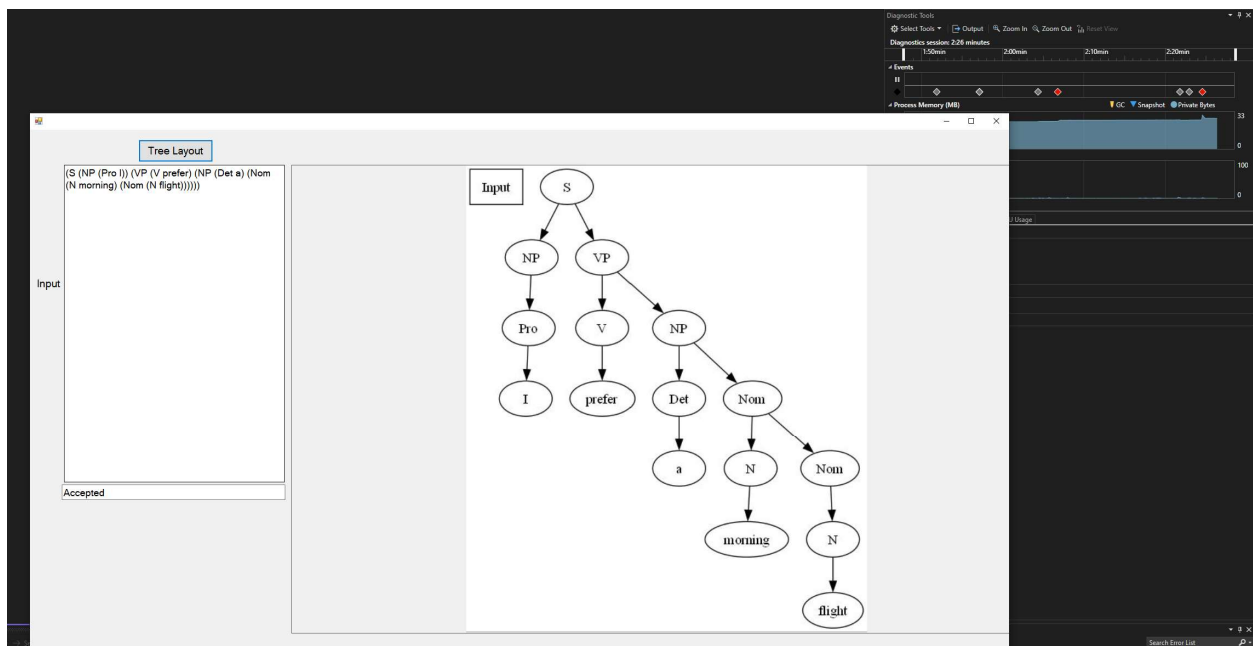 Diagnostic Tools
Select Tools Output Zoom In Zoom Out Reset View
Diagnostics session: 2:26 minutes
1:50min 2:00min 2:10min 2:20min
Events
Process Memory (MB) GC Snapshot Private Bytes
33
0
100
0
U Usage
Tree Layout
Input
(S (NP (Pro I)) (VP (V prefer) (NP (Det a) (Nom
(N morning) (Nom (N flight))))))
Accepted
Input S
NP VP
Pro V NP
I prefer Det Nom
a N Nom
morning N
flight
Search Error List